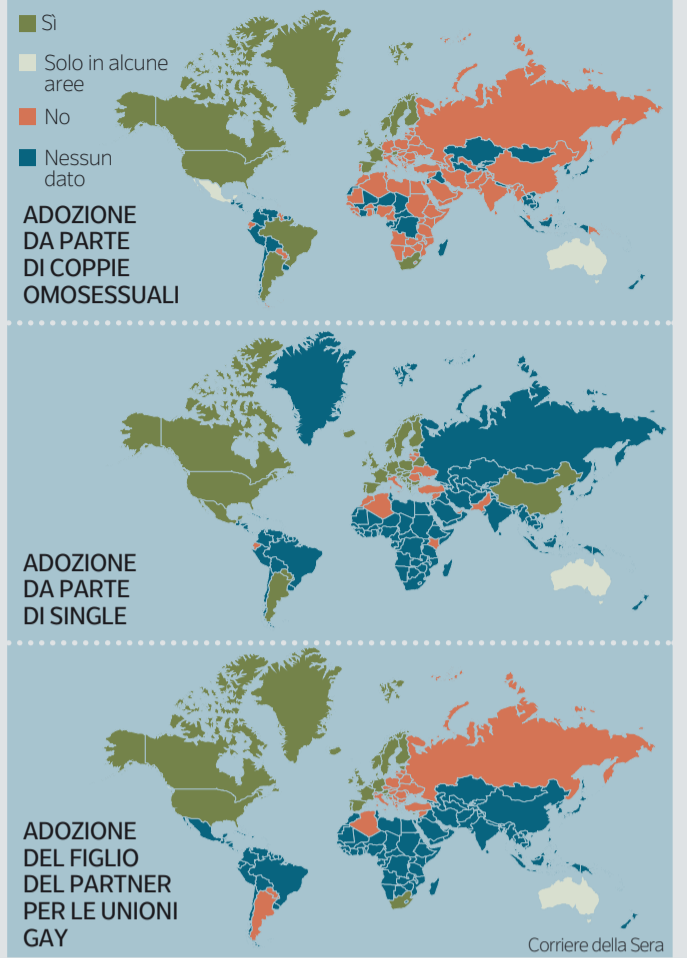 Sì
Solo in alcune
aree
No
Nessun
dato
ADOZIONE
DA PARTE
DI COPPIE
OMOSESSUALI
ADOZIONE
DA PARTE
DI SINGLE
ADOZIONE
DEL FIGLIO
DEL PARTNER
PER LE UNIONI
GAY
Corriere della Sera